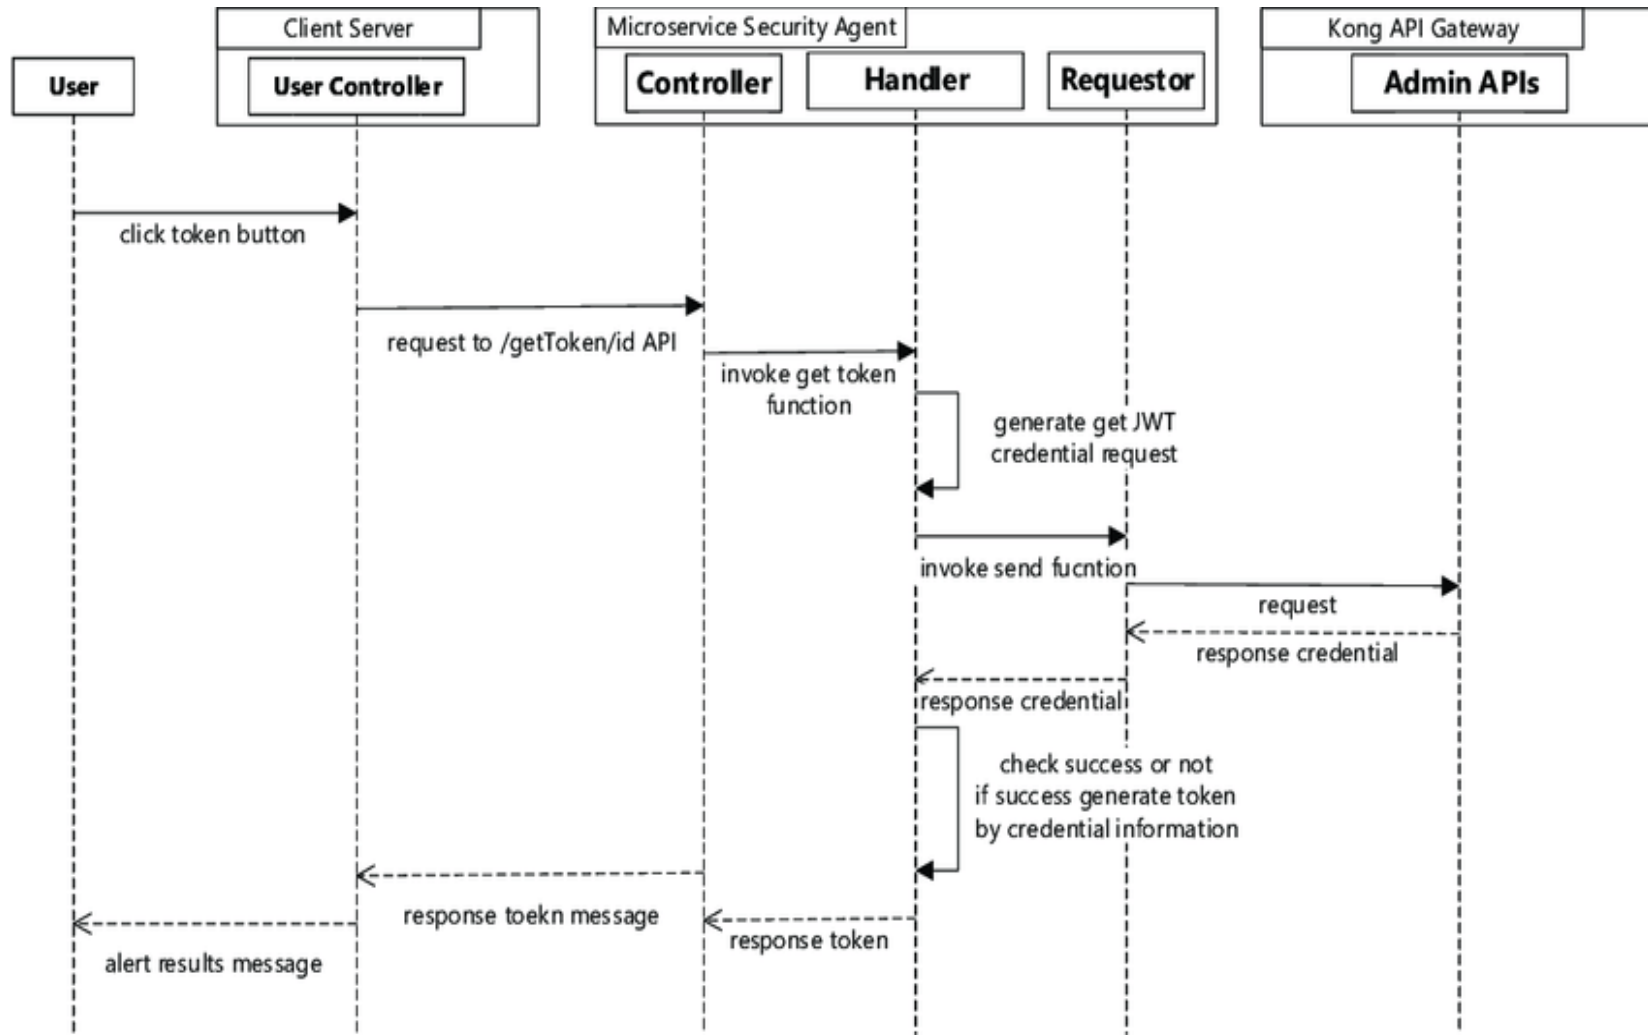 Client Server
Microservice Security Agent
Kong API Gateway
User
User Controller
Controller
Handler
Requestor
Admin APIs
click token button
request to /getToken/id API
invoke get token
function
generate get JWT
credential request
invoke send fucntion
request
response credential
response credential
check success or not
if success generate token
by credential information
response toekn message
response token
alert results message